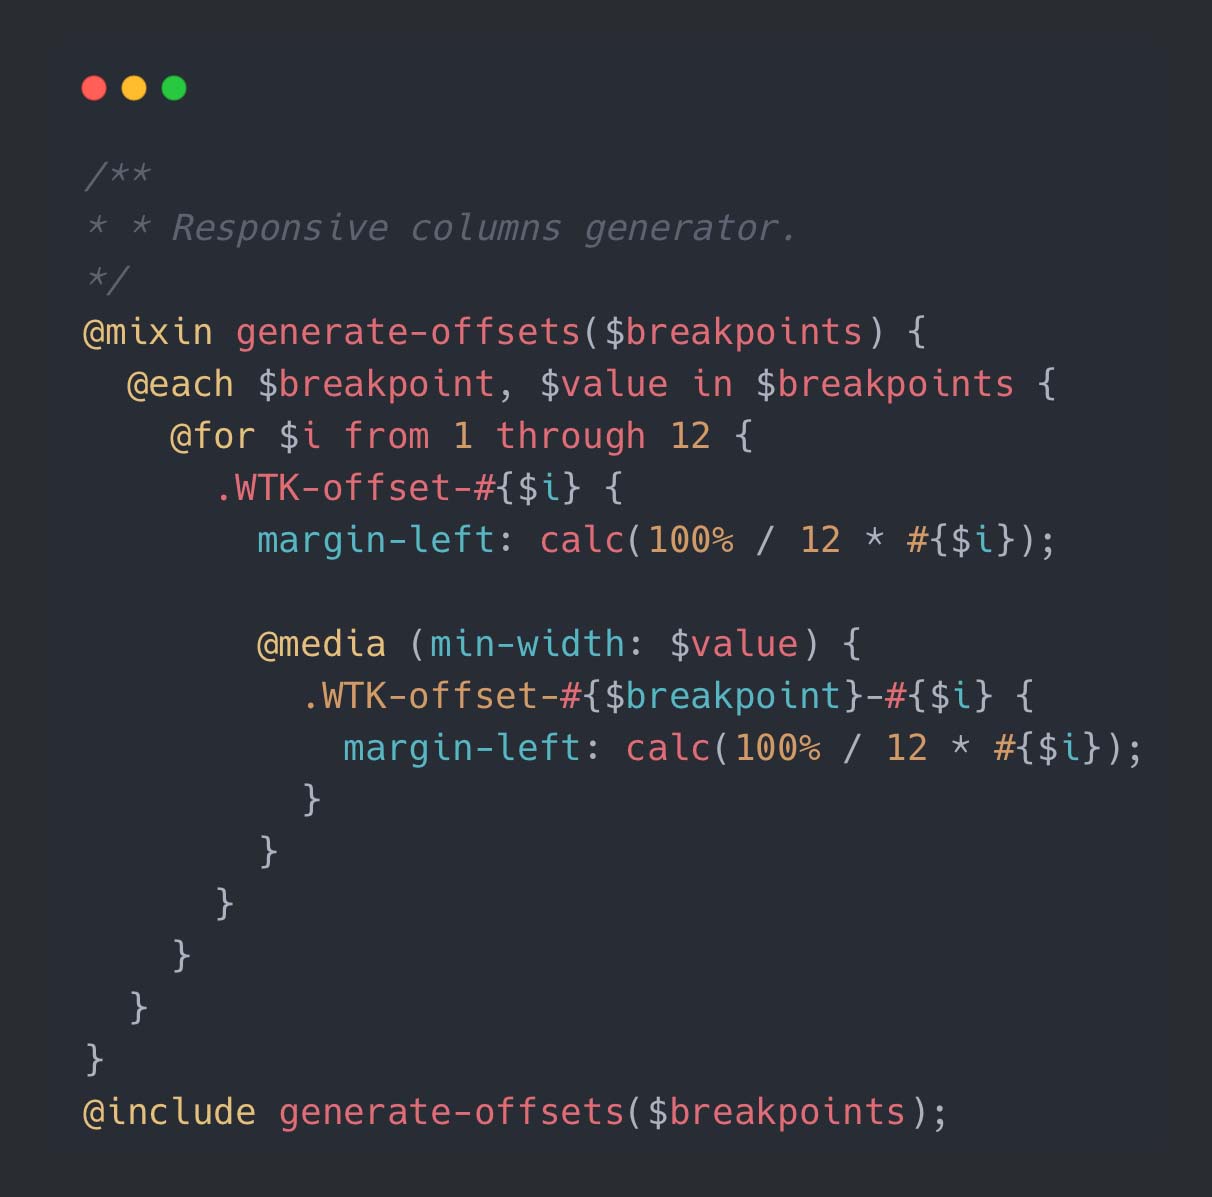 /**
* * Responsive columns generator.
*/
@mixin generate-offsets($breakpoints) {
  @each $breakpoint, $value in $breakpoints {
    @for $i from 1 through 12 {
      .WTK-offset-#{$i} {
        margin-left: calc(100% / 12 * #{$i});

        @media (min-width: $value) {
          .WTK-offset-#{$breakpoint}-#{$i} {
            margin-left: calc(100% / 12 * #{$i});
          }
        }
      }
    }
  }
}
@include generate-offsets($breakpoints);